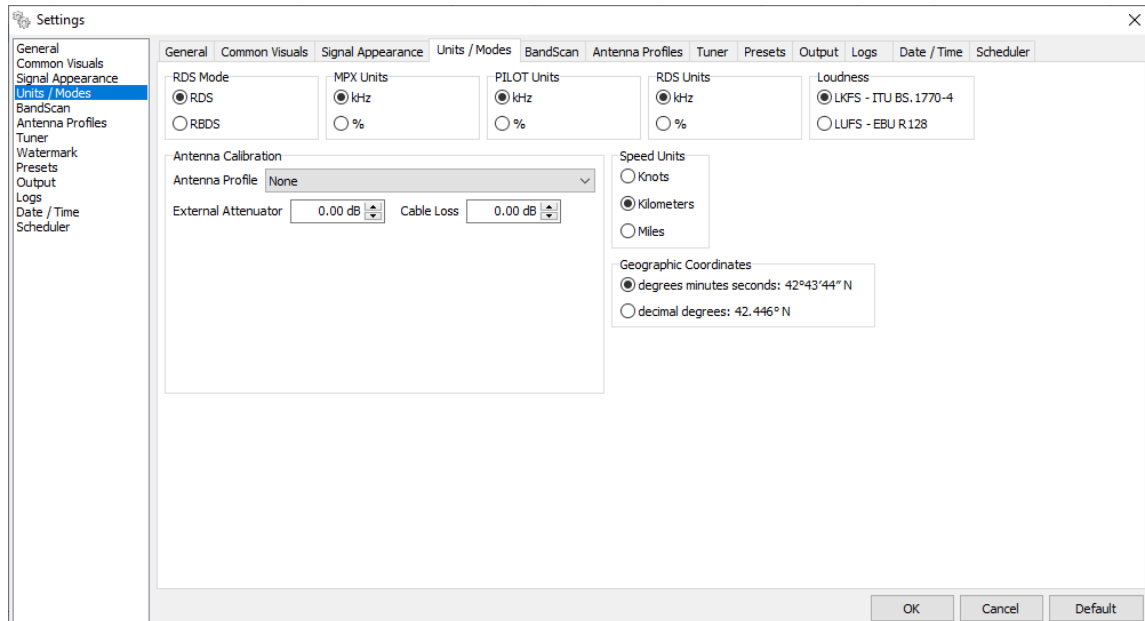 Settings
General
Common Visuals
Signal Appearance
Units / Modes
BandScan
Antenna Profiles
Tuner
Watermark
Presets
Output
Logs
Date / Time
Scheduler
General Common Visuals Signal Appearance Units / Modes BandScan Antenna Profiles Tuner Presets Output Logs Date / Time Scheduler
RDS Mode
RDS
RBDS
MPX Units
kHz
%
PILOT Units
kHz
%
RDS Units
kHz
%
Loudness
LKFS - ITU BS.1770-4
LUFS - EBU R128
Antenna Calibration
Antenna Profile None
External Attenuator 0.00 dB Cable Loss 0.00 dB
Speed Units
Knots
Kilometers
Miles
Geographic Coordinates
degrees minutes seconds: 42°43’44” N
decimal degrees: 42.446° N
OK Cancel Default